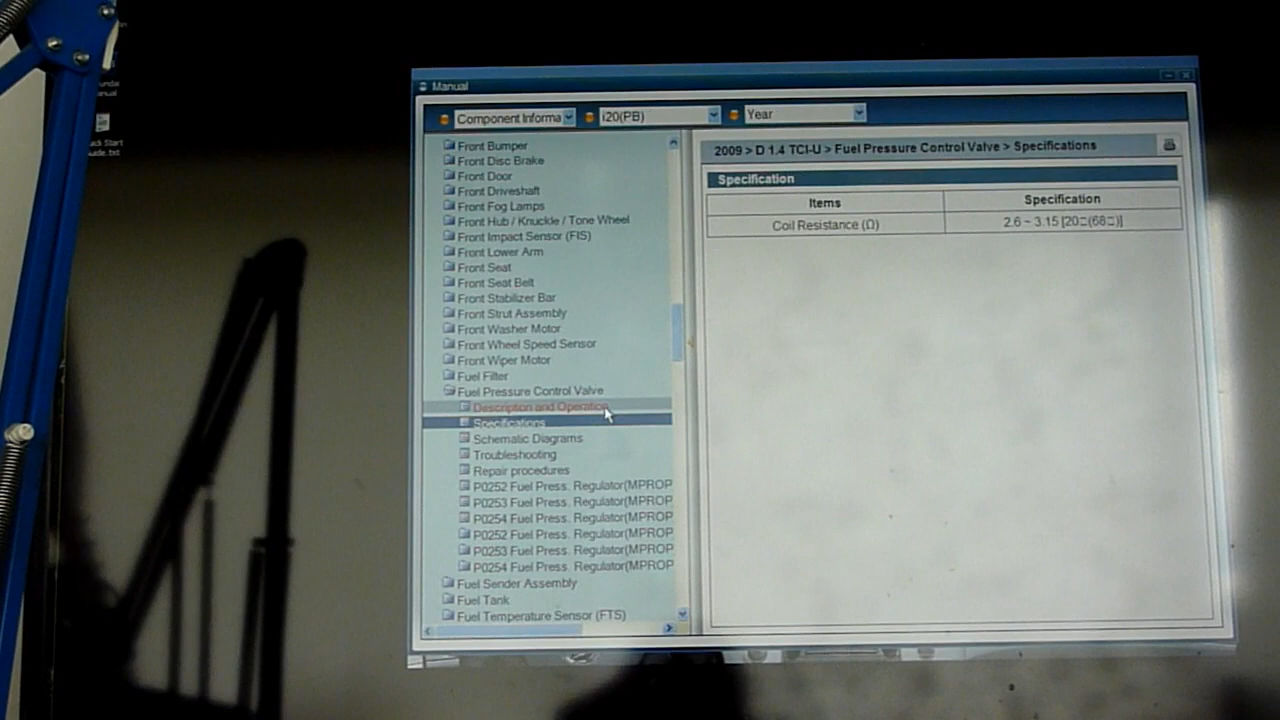 Manual
Component Informa
i20(PB)
Year
Front Bumper
Front Disc Brake
Front Door
Front Driveshaft
Front Fog Lamps
Front Hub / Knuckle / Tone Wheel
Front Impact Sensor (FIS)
Front Lower Arm
Front Seat
Front Seat Belt
Front Stabilizer Bar
Front Strut Assembly
Front Washer Motor
Front Wheel Speed Sensor
Front Wiper Motor
Fuel Filter
Fuel Pressure Control Valve
Description and Operation
Specifications
Schematic Diagrams
Troubleshooting
Repair procedures
P0252 Fuel Press. Regulator(MPROP
P0253 Fuel Press. Regulator(MPROP
P0254 Fuel Press. Regulator(MPROP
P0252 Fuel Press. Regulator(MPROP
P0253 Fuel Press. Regulator(MPROP
P0254 Fuel Press. Regulator(MPROP
Fuel Sender Assembly
Fuel Tank
Fuel Temperature Sensor (FTS)
2009 > D 1.4 TCI-U > Fuel Pressure Control Valve > Specifications
Specification
Items Specification
Coil Resistance (Ω) 2.6 ~ 3.15 [20□(68□)]